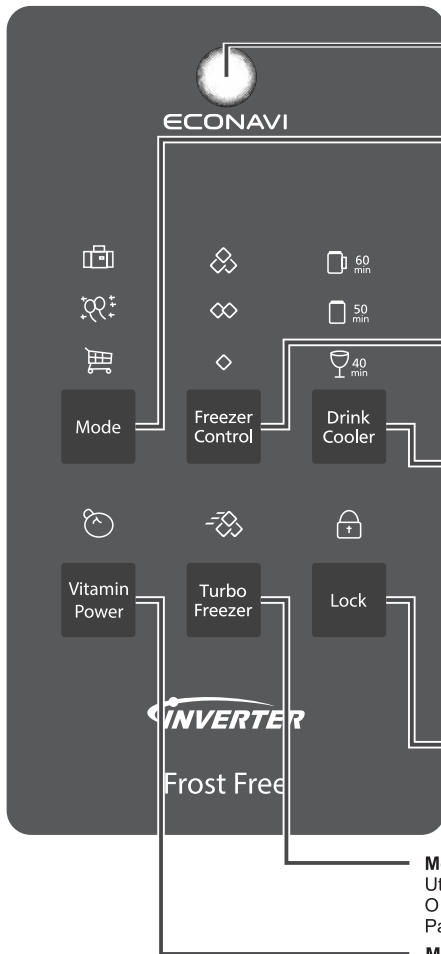 ECONAVI
60
min
50
min
40
min
Mode
Freezer
Control
Drink
Cooler
Vitamin
Power
Turbo
Freezer
Lock
INVERTER
Frost Free